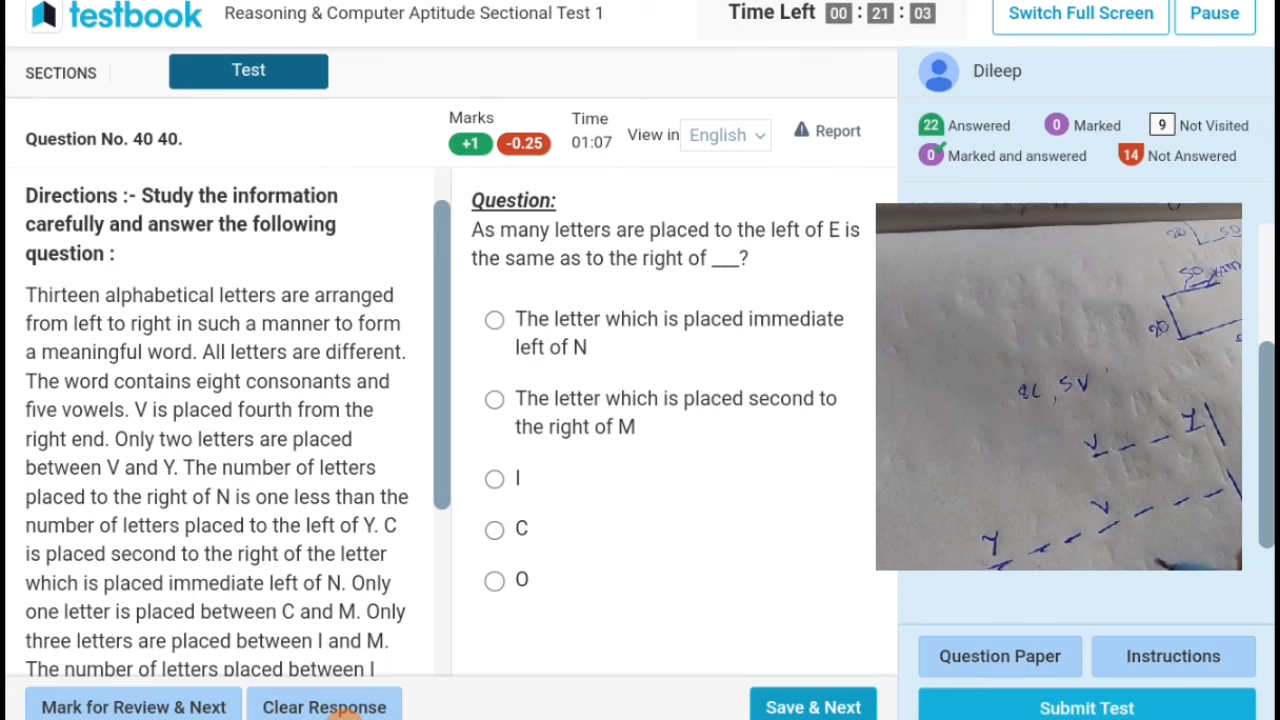 testbook
Reasoning & Computer Aptitude Sectional Test 1
Time Left 00 : 21 : 03
Switch Full Screen
Pause
SECTIONS
Test
Dileep
Question No. 40 40.
Marks
+1 -0.25
Time
01:07
View in English
Report
22 Answered
0 Marked
9 Not Visited
0 Marked and answered
14 Not Answered
Directions :- Study the information
carefully and answer the following
question :
Thirteen alphabetical letters are arranged
from left to right in such a manner to form
a meaningful word. All letters are different.
The word contains eight consonants and
five vowels. V is placed fourth from the
right end. Only two letters are placed
between V and Y. The number of letters
placed to the right of N is one less than the
number of letters placed to the left of Y. C
is placed second to the right of the letter
which is placed immediate left of N. Only
one letter is placed between C and M. Only
three letters are placed between I and M.
The number of letters placed between I
Question:
As many letters are placed to the left of E is
the same as to the right of ___?
The letter which is placed immediate
left of N
The letter which is placed second to
the right of M
I
C
O
20
50
50
20
8C, 5V
V _ _ Y
Y _ _ V _ _ _
Mark for Review & Next
Clear Response
Save & Next
Question Paper
Instructions
Submit Test